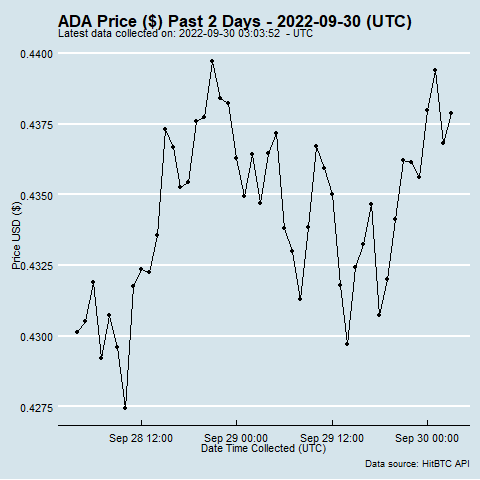 ADA Price ($) Past 2 Days - 2022-09-30 (UTC)
Latest data collected on: 2022-09-30 03:03:52  - UTC
Price USD ($)
0.4400
0.4375
0.4350
0.4325
0.4300
0.4275
Sep 28 12:00
Sep 29 00:00
Sep 29 12:00
Sep 30 00:00
Date Time Collected (UTC)
Data source: HitBTC API